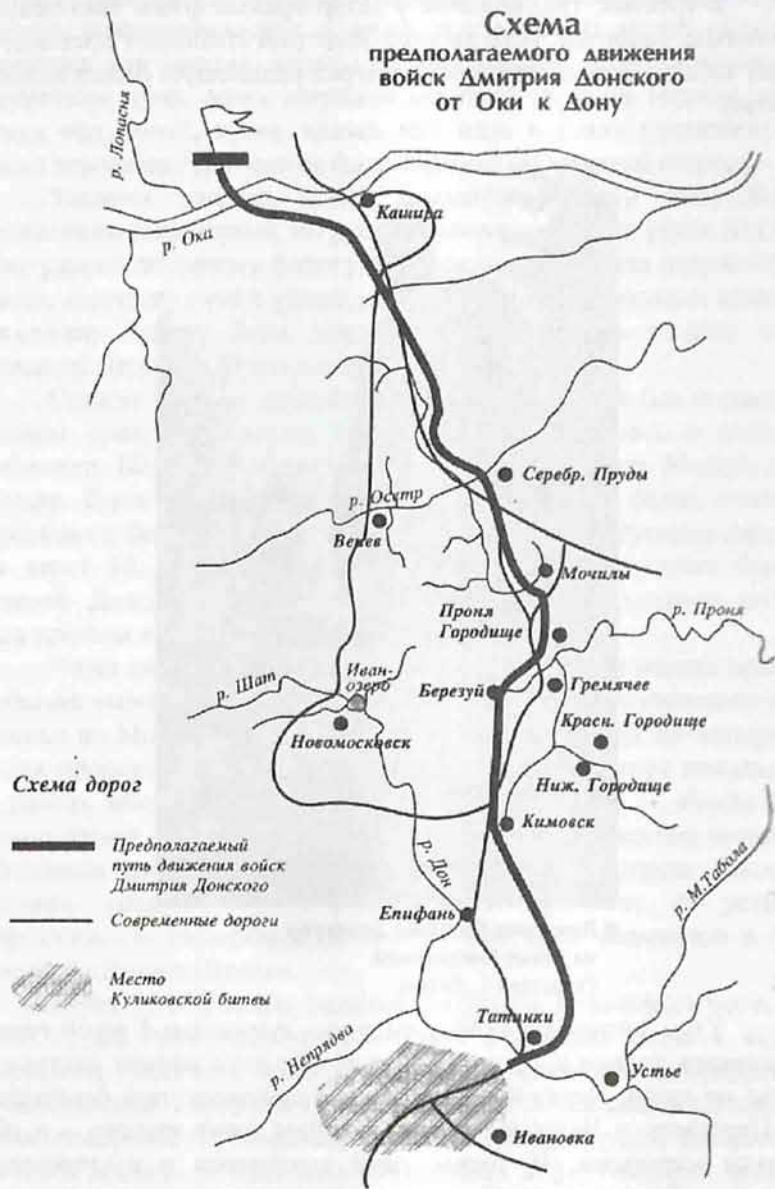 Схема
предполагаемого движения
войск Дмитрия Донского
от Оки к Дону
р. Лопасня
Кашира
р. Ока
Серебр. Пруды
р. Осетр
Венев
Мочилы
Проня
Городище
р. Проня
р. Шат
Иван-
озеро
Березуй
Гремячее
Новомосковск
Красн. Городище
Ниж. Городаще
Схема дорог
Кимовск
Предполагаемый
путь движения войск
Дмитрия Донского
р. Дон
р. М.Табола
Современные дороги
Епифань
Место
Куликовской битвы
Татинки
р. Непрядва
Устье
Ивановка